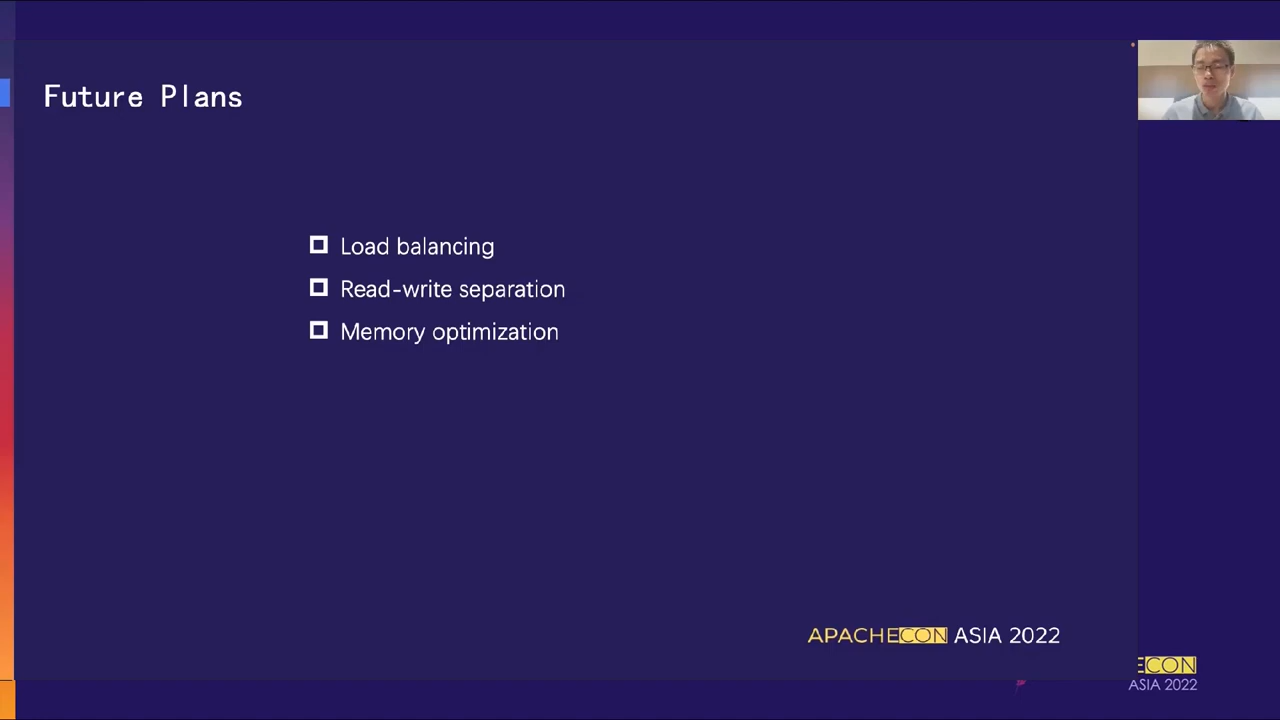 Future Plans
Load balancing
Read-write separation
Memory optimization
APACHECON ASIA 2022
ECON
ASIA 2022